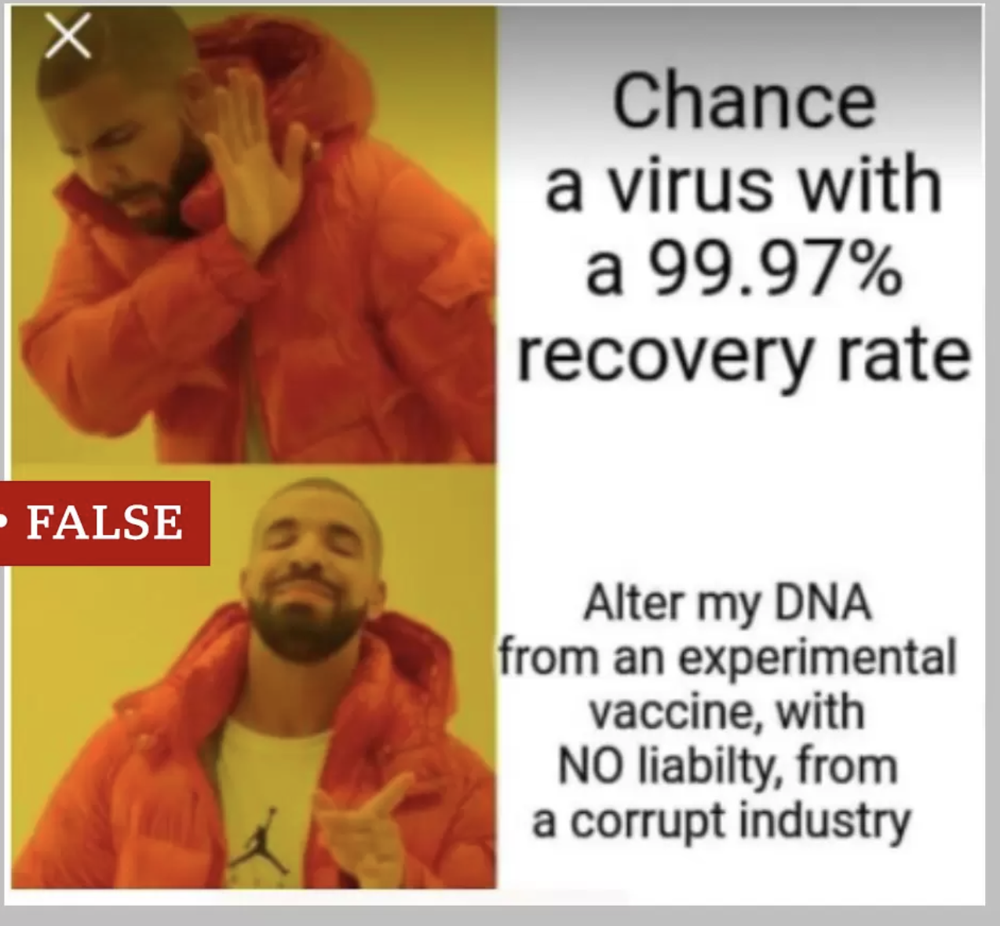 Chance
a virus with
a 99.97%
recovery rate
FALSE
Alter my DNA
from an experimental
vaccine, with
NO liabilty, from
a corrupt industry